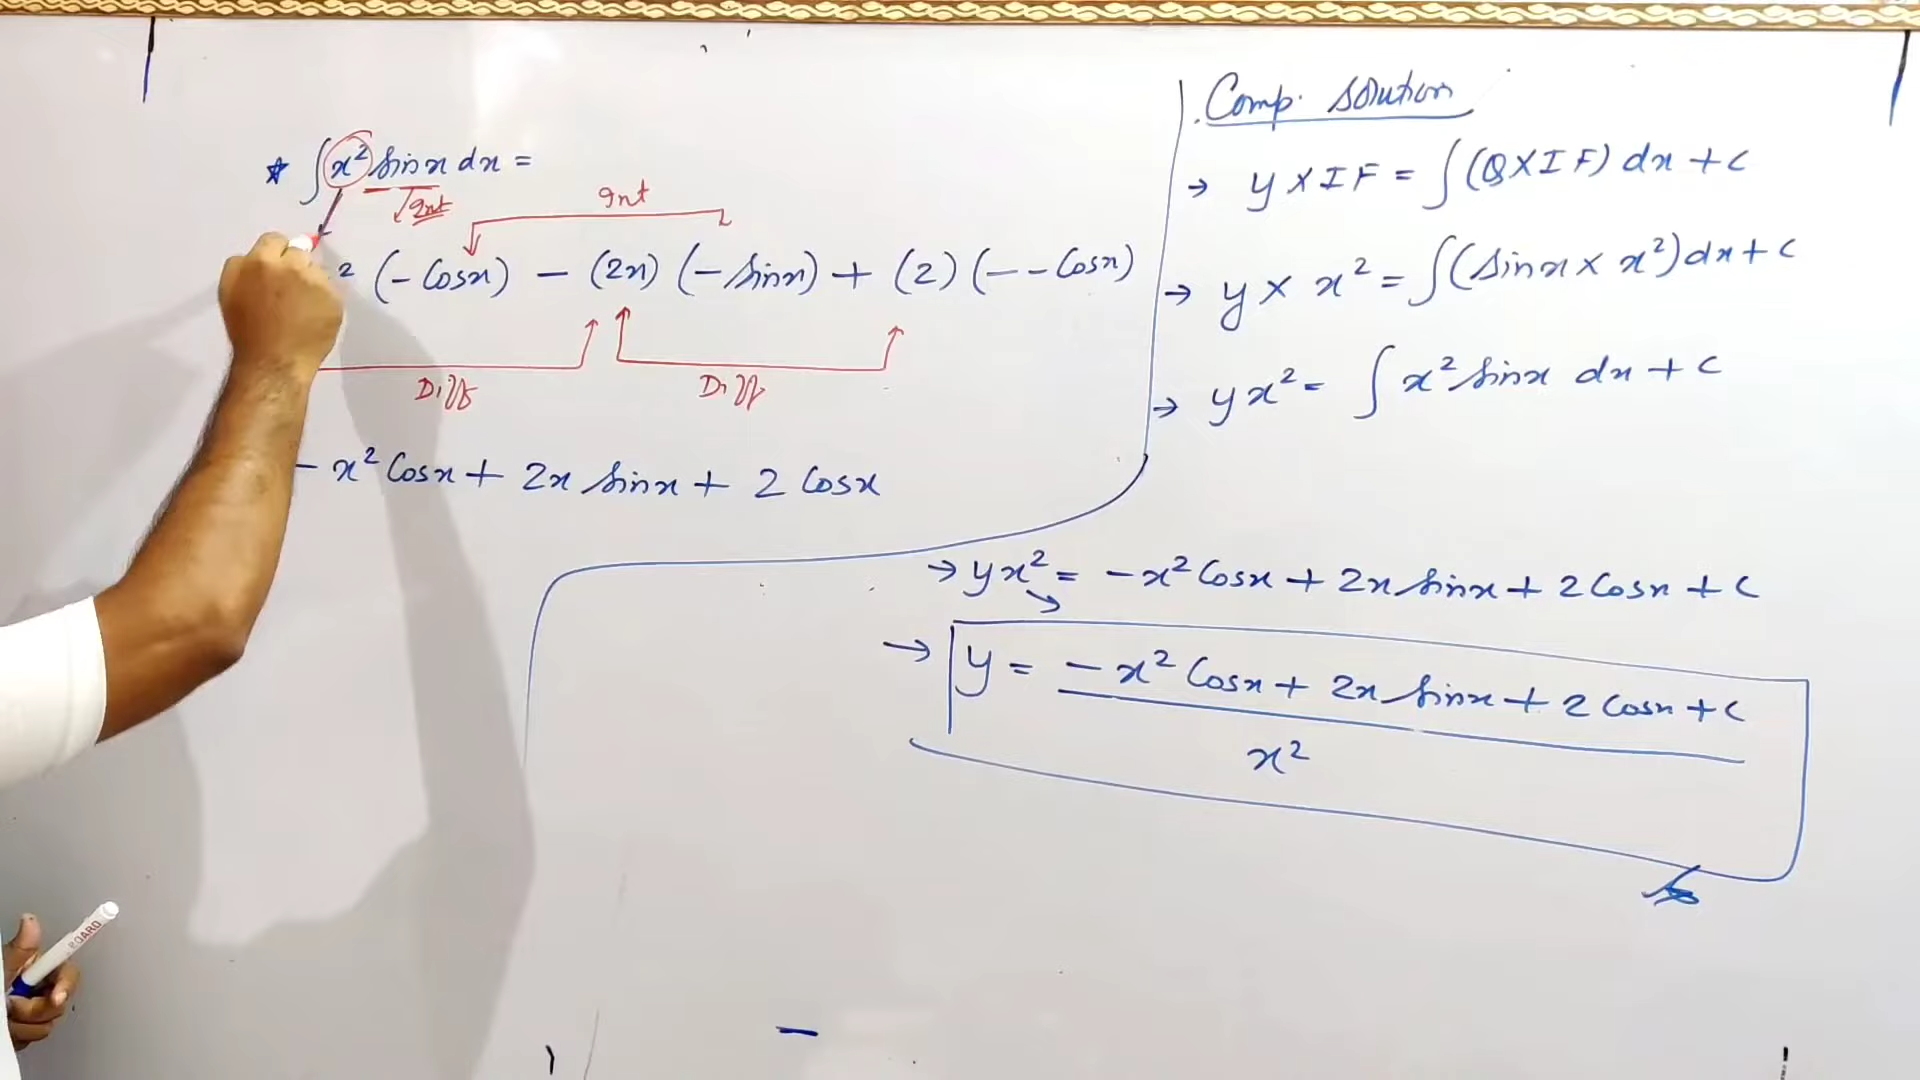 * ∫x² sinx dx =
√Int
Int
² (-Cosx) - (2x) (-sinx) + (2) (--Cosx)
Diff Diff
- x² Cosx + 2x sinx + 2 Cosx
Comp. solution
→ y X IF = ∫(Q X IF) dx + c
→ y × x² = ∫(sinx × x²)dx + c
→ yx² = ∫ x² sinx dx + c
→ yx² = -x² Cosx + 2x sinx + 2 Cosx + c
→ y = -x² Cosx + 2x sinx + 2 Cosx + c
x²
BOARD